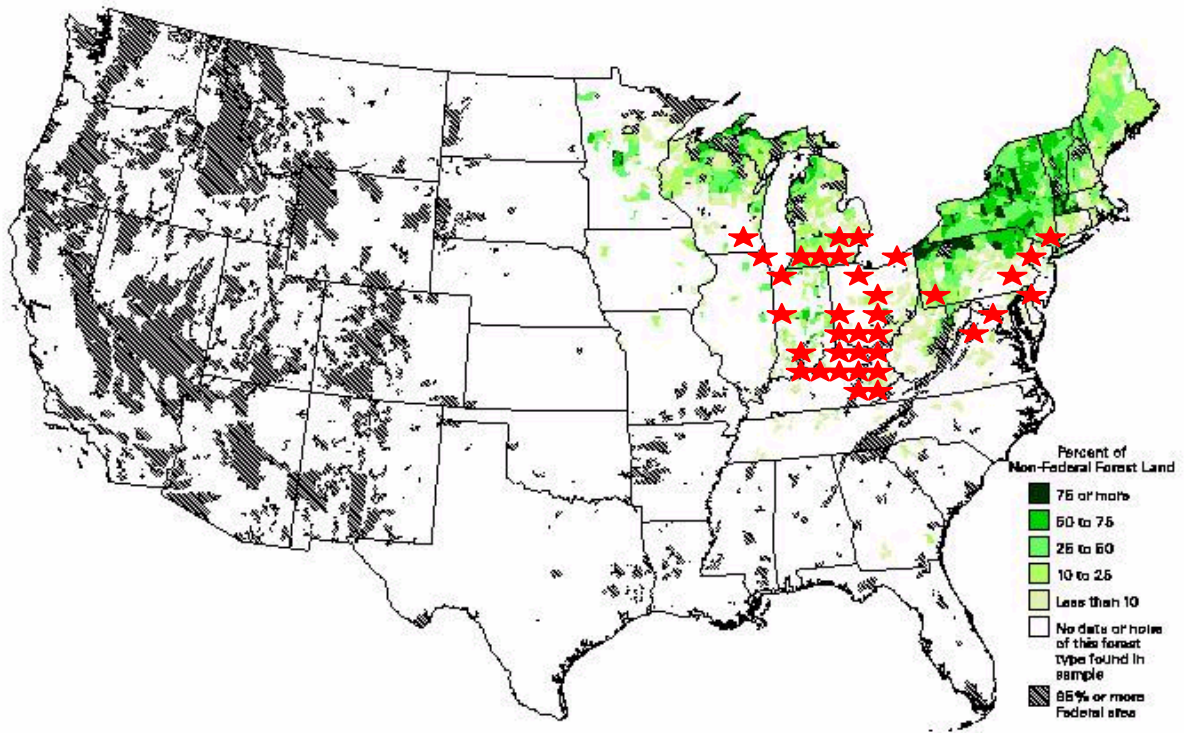 Percent of
Non-Federal Forest Land
75 or more
50 to 75
25 to 50
10 to 25
Less than 10
No data or none
of this forest
type found in
sample
95% or more
Federal area